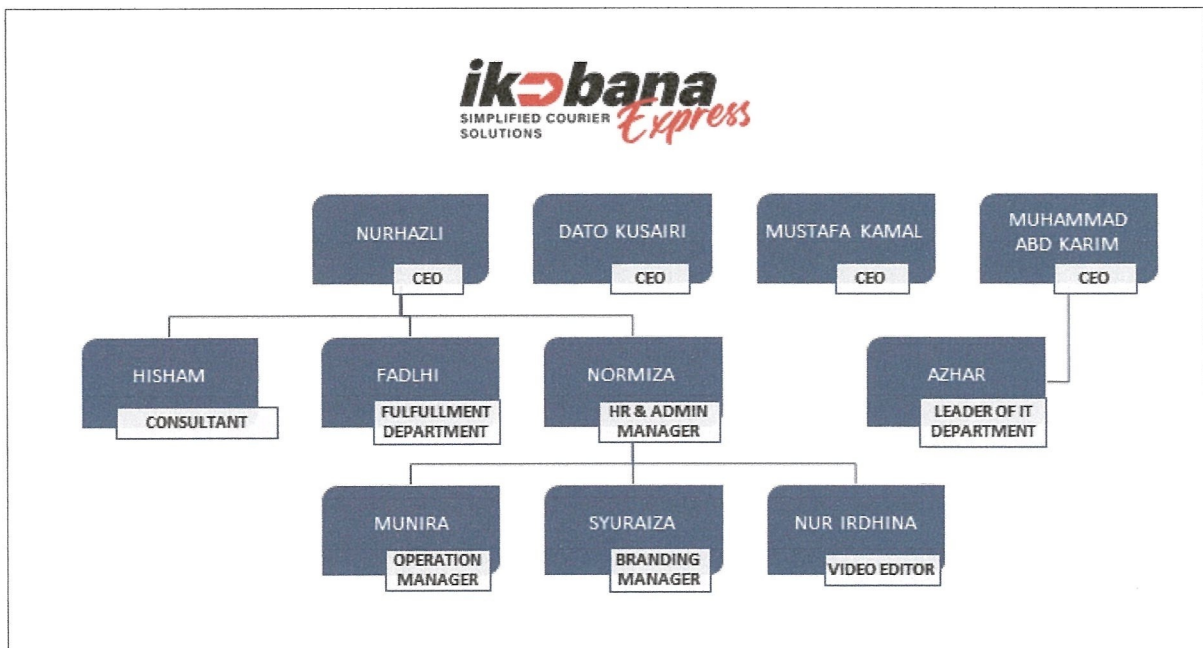 ikobana
SIMPLIFIED COURIER
SOLUTIONS
Express
NURHAZLI
CEO
DATO KUSAIRI
CEO
MUSTAFA KAMAL
CEO
MUHAMMAD
ABD KARIM
CEO
HISHAM
CONSULTANT
FADLHI
FULFULLMENT
DEPARTMENT
NORMIZA
HR & ADMIN
MANAGER
AZHAR
LEADER OF IT
DEPARTMENT
MUNIRA
OPERATION
MANAGER
SYURAIZA
BRANDING
MANAGER
NUR IRDHINA
VIDEO EDITOR